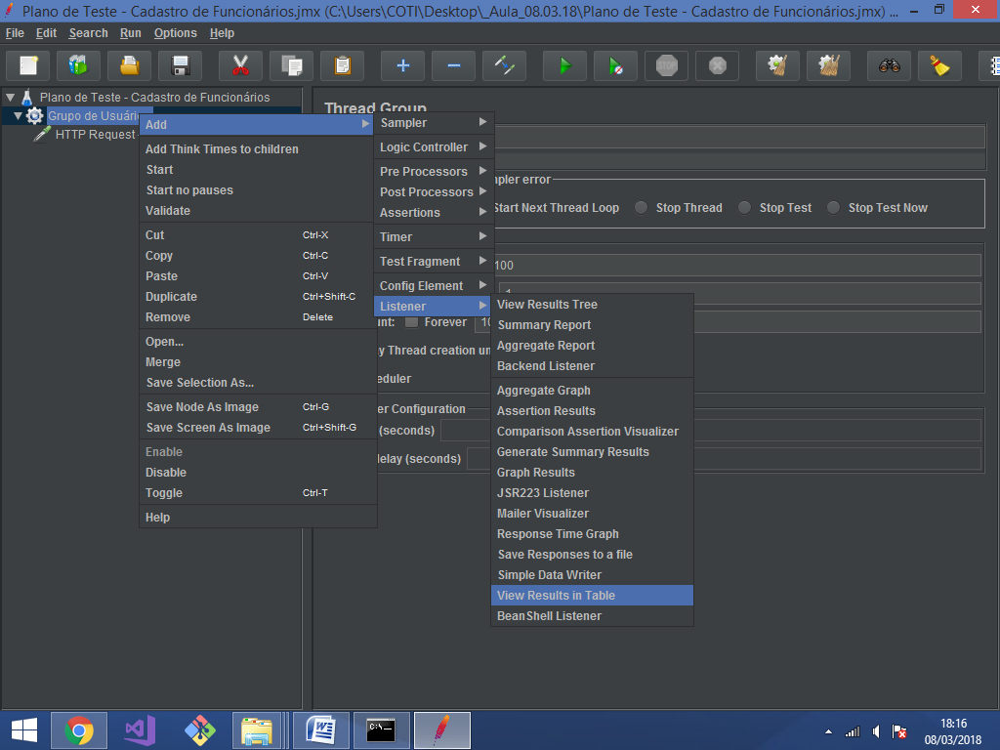 Plano de Teste - Cadastro de Funcionários.jmx (C:\Users\COTI\Desktop\_Aula_08.03.18\Plano de Teste - Cadastro de Funcionários.jmx) ...
File Edit Search Run Options Help
STOP
Plano de Teste - Cadastro de Funcionários
Grupo de Usuári
HTTP Request
Thread Group
Add
Add Think Times to children
Start
Start no pauses
Validate
Cut Ctrl-X
Copy Ctrl-C
Paste Ctrl-V
Duplicate Ctrl+Shift-C
Remove Delete
Open...
Merge
Save Selection As...
Save Node As Image Ctrl-G
Save Screen As Image Ctrl+Shift-G
Enable
Disable
Toggle Ctrl-T
Help
Sampler
Logic Controller
Pre Processors
Post Processors
Assertions
Timer
Test Fragment
Config Element
Listener
View Results Tree
Summary Report
Aggregate Report
Backend Listener
Aggregate Graph
Assertion Results
Comparison Assertion Visualizer
Generate Summary Results
Graph Results
JSR223 Listener
Mailer Visualizer
Response Time Graph
Save Responses to a file
Simple Data Writer
View Results in Table
BeanShell Listener
mpler error
Start Next Thread Loop Stop Thread Stop Test Stop Test Now
100
1
unt: Forever 10
y Thread creation un
eduler
er Configuration
(seconds)
delay (seconds)
C:\
18:16
08/03/2018